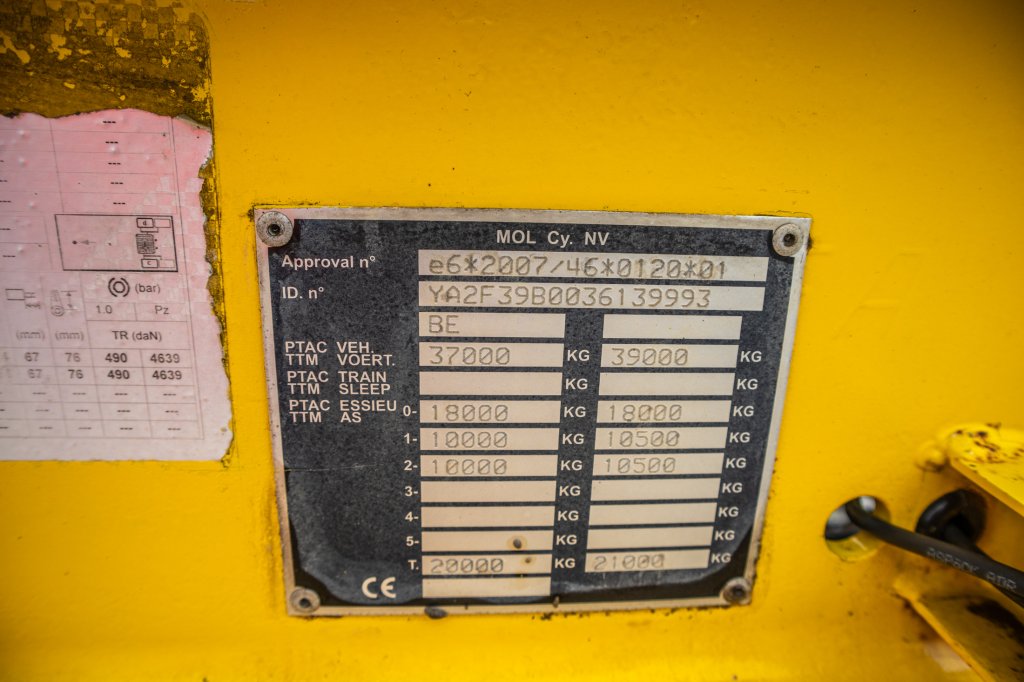 ---
---
---
---
---
---
d
c
(bar)
1.0 Pz
(mm) (mm) TR (daN)
67 76 490 4639
67 76 490 4639
--- --- --- ---
--- --- ---
--- --- --- ---
MOL Cy. NV
Approval n° e6*2007/46*0120*01
ID. n° YA2F39B0036139993
BE
PTAC VEH. 37000 KG 39000 KG
TTM VOERT.
PTAC TRAIN KG KG
TTM SLEEP
PTAC ESSIEU 0- 18000 KG 18000 KG
TTM AS
1- 10000 KG 10500 KG
2- 10000 KG 10500 KG
3- KG KG
4- KG KG
5- KG KG
T. 20000 KG 21000 KG
CE